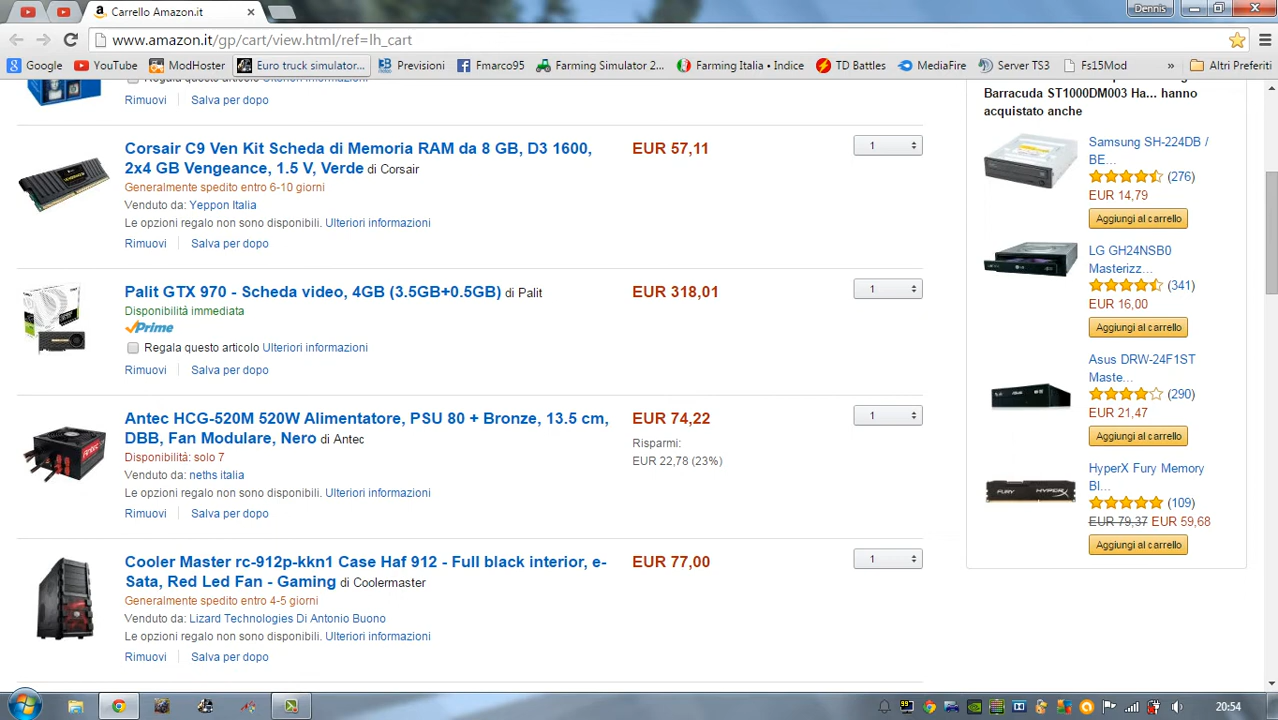 Carrello Amazon.it
Dennis
www.amazon.it/gp/cart/view.html/ref=lh_cart
Google YouTube ModHoster Euro truck simulator... Previsioni Fmarco95 Farming Simulator 2... Farming Italia • Indice TD Battles MediaFire Server TS3 Fs15Mod » Altri Preferiti
Regala questo articolo Ulteriori informazioni
Rimuovi Salva per dopo
Corsair C9 Ven Kit Scheda di Memoria RAM da 8 GB, D3 1600,
2x4 GB Vengeance, 1.5 V, Verde di Corsair
EUR 57,11
1
Generalmente spedito entro 6-10 giorni
Venduto da: Yeppon Italia
Le opzioni regalo non sono disponibili. Ulteriori informazioni
Rimuovi Salva per dopo
Palit GTX 970 - Scheda video, 4GB (3.5GB+0.5GB) di Palit
EUR 318,01
1
Disponibilità immediata
Prime
Regala questo articolo Ulteriori informazioni
Rimuovi Salva per dopo
Antec HCG-520M 520W Alimentatore, PSU 80 + Bronze, 13.5 cm,
DBB, Fan Modulare, Nero di Antec
EUR 74,22
Risparmi:
EUR 22,78 (23%)
1
Disponibilità: solo 7
Venduto da: neths italia
Le opzioni regalo non sono disponibili. Ulteriori informazioni
Rimuovi Salva per dopo
Cooler Master rc-912p-kkn1 Case Haf 912 - Full black interior, e-
Sata, Red Led Fan - Gaming di Coolermaster
EUR 77,00
1
Generalmente spedito entro 4-5 giorni
Venduto da: Lizard Technologies Di Antonio Buono
Le opzioni regalo non sono disponibili. Ulteriori informazioni
Rimuovi Salva per dopo
Barracuda ST1000DM003 Ha... hanno
acquistato anche
Samsung SH-224DB /
BE...
(276)
EUR 14,79
Aggiungi al carrello
LG GH24NSB0
Masterizz...
(341)
EUR 16,00
Aggiungi al carrello
Asus DRW-24F1ST
Maste...
(290)
EUR 21,47
Aggiungi al carrello
FURY HYPERX
HyperX Fury Memory
Bl...
(109)
EUR 79,37 EUR 59,68
Aggiungi al carrello
20:54